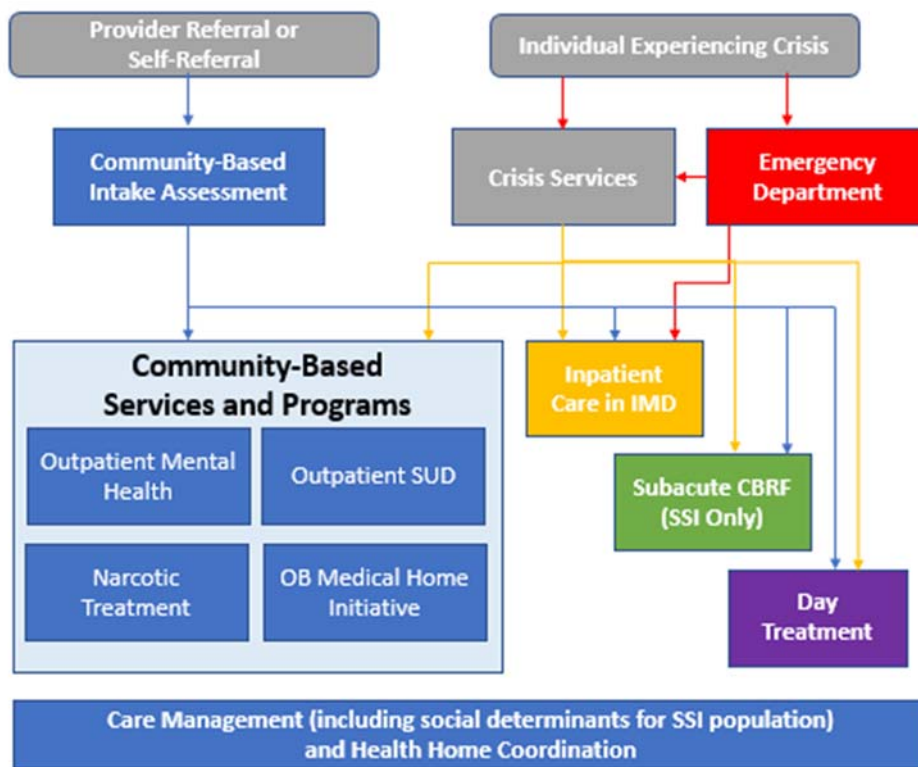 Provider Referral or
Self-Referral
Individual Experiencing Crisis
Community-Based
Intake Assessment
Crisis Services
Emergency
Department
Community-Based
Services and Programs
Outpatient Mental
Health
Outpatient SUD
Narcotic
Treatment
OB Medical Home
Initiative
Inpatient
Care in IMD
Subacute CBRF
(SSI Only)
Day
Treatment
Care Management (including social determinants for SSI population)
and Health Home Coordination